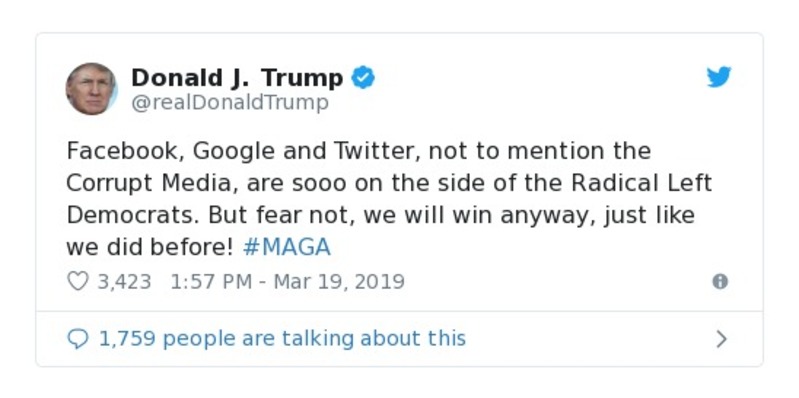 Donald J. Trump
@realDonaldTrump
Facebook, Google and Twitter, not to mention the
Corrupt Media, are sooo on the side of the Radical Left
Democrats. But fear not, we will win anyway, just like
we did before! #MAGA
3,423 1:57 PM - Mar 19, 2019
1,759 people are talking about this